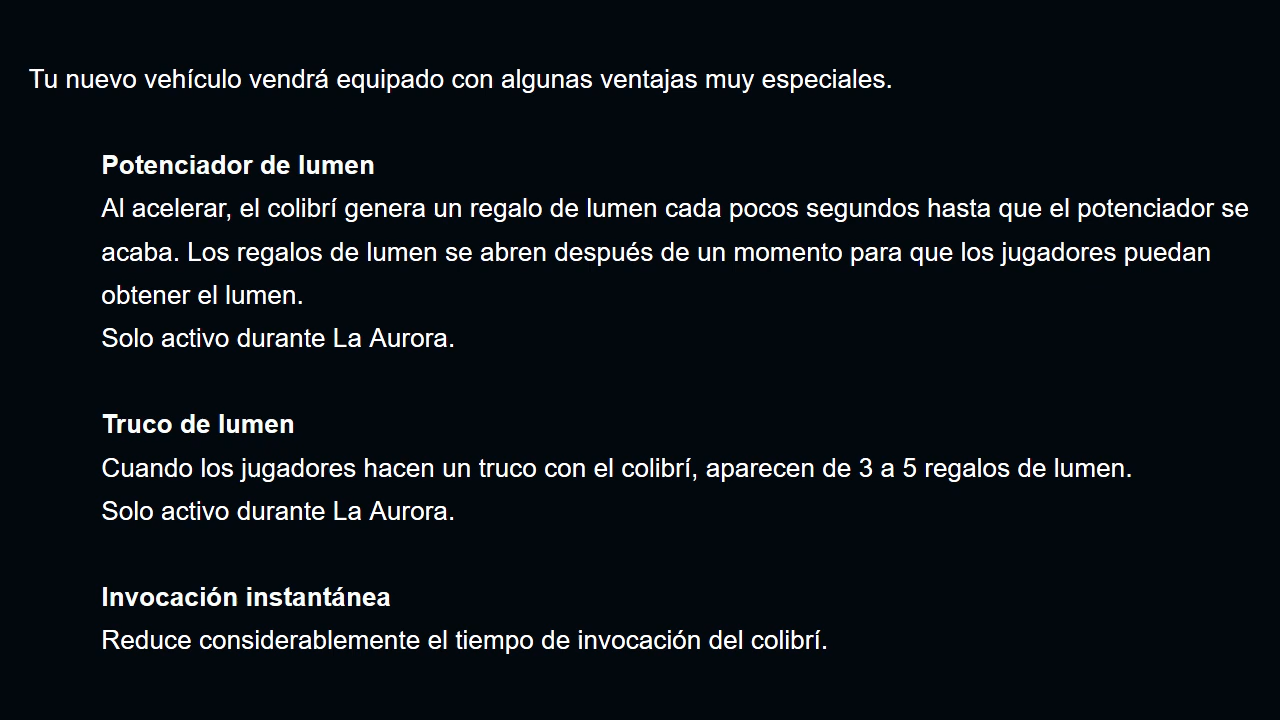 Tu nuevo vehículo vendrá equipado con algunas ventajas muy especiales.
Potenciador de lumen
Al acelerar, el colibrí genera un regalo de lumen cada pocos segundos hasta que el potenciador se
acaba. Los regalos de lumen se abren después de un momento para que los jugadores puedan
obtener el lumen.
Solo activo durante La Aurora.
Truco de lumen
Cuando los jugadores hacen un truco con el colibrí, aparecen de 3 a 5 regalos de lumen.
Solo activo durante La Aurora.
Invocación instantánea
Reduce considerablemente el tiempo de invocación del colibrí.